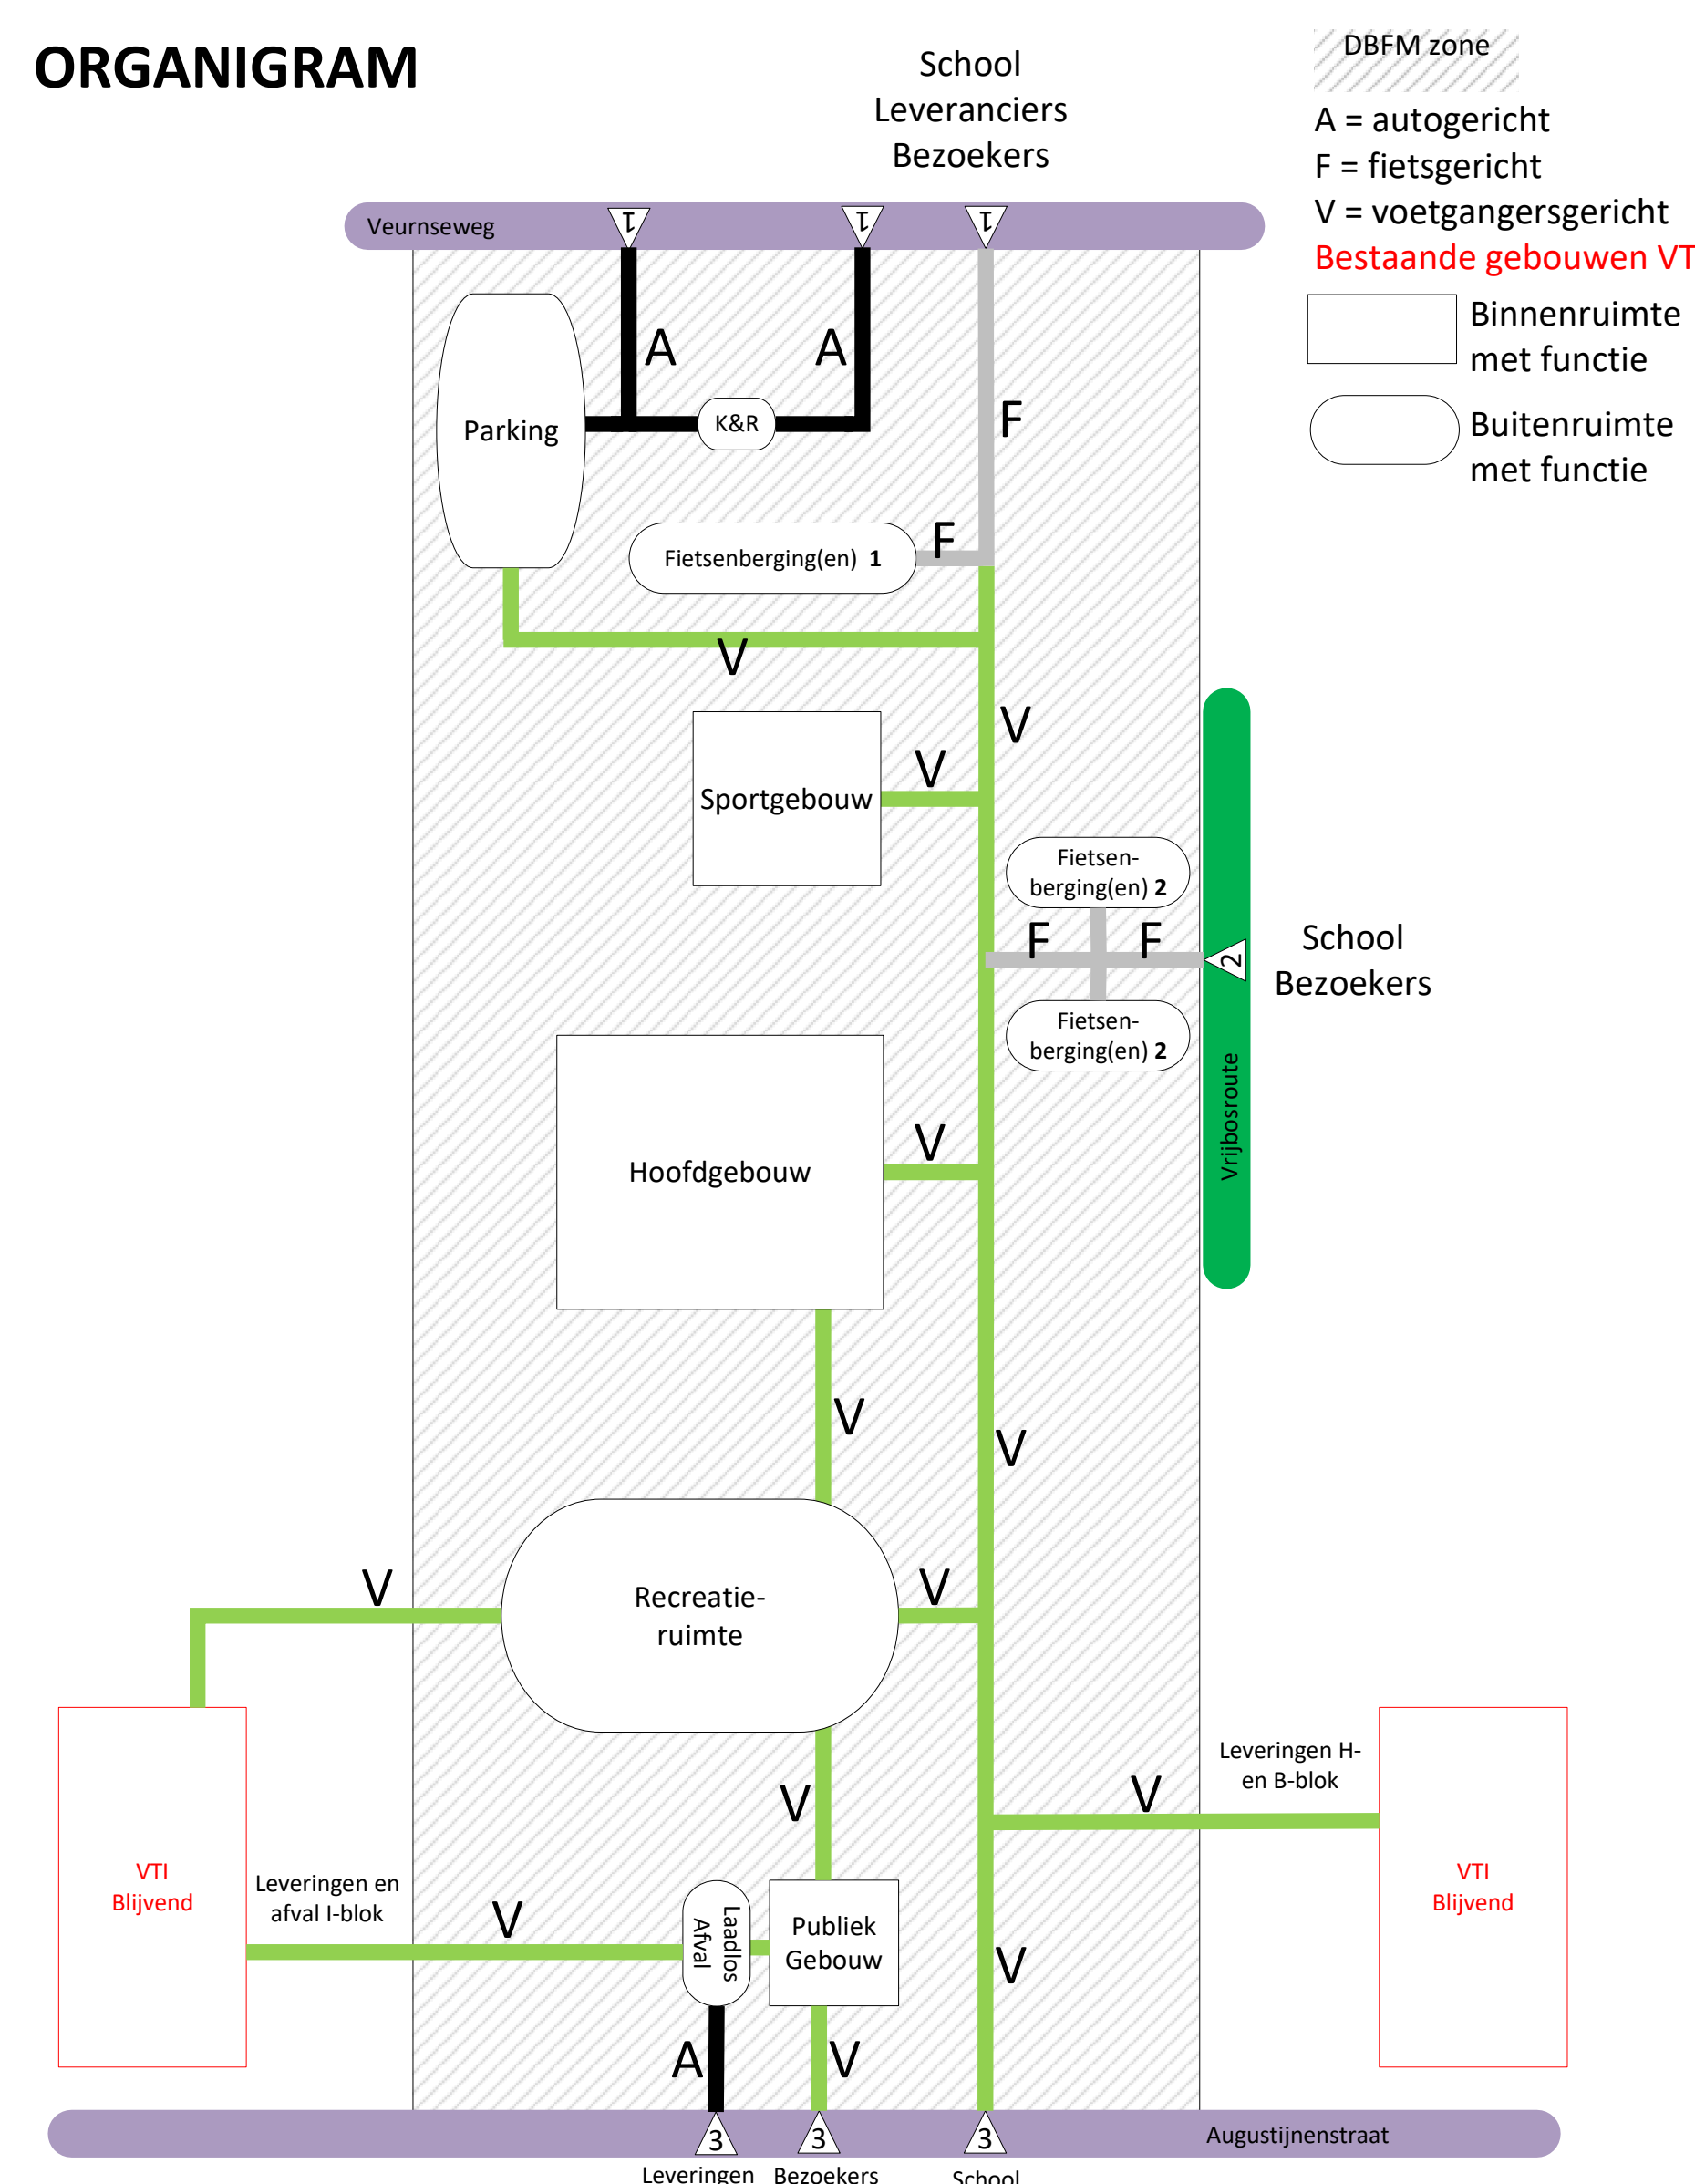 ORGANIGRAM
School
Leveranciers
Bezoekers
DBFM zone
A = autogericht
F = fietsgericht
V = voetgangersgericht
Bestaande gebouwen VT
Binnenruimte
met functie
Buitenruimte
met functie
Veurnseweg
1
1
1
A
A
F
Parking
K&R
F
Fietsenberging(en) 1
V
V
V
Sportgebouw
Fietsen-
berging(en) 2
F
F
2
School
Bezoekers
Fietsen-
berging(en) 2
Vrijbosroute
V
Hoofdgebouw
V
V
V
V
Recreatie-
ruimte
Leveringen H-
en B-blok
V
V
VTI
Blijvend
Leveringen en
afval I-blok
V
Laadlos
Afval
Publiek
Gebouw
V
VTI
Blijvend
A
V
Augustijnenstraat
3
3
3
Leveringen
Bezoekers
School